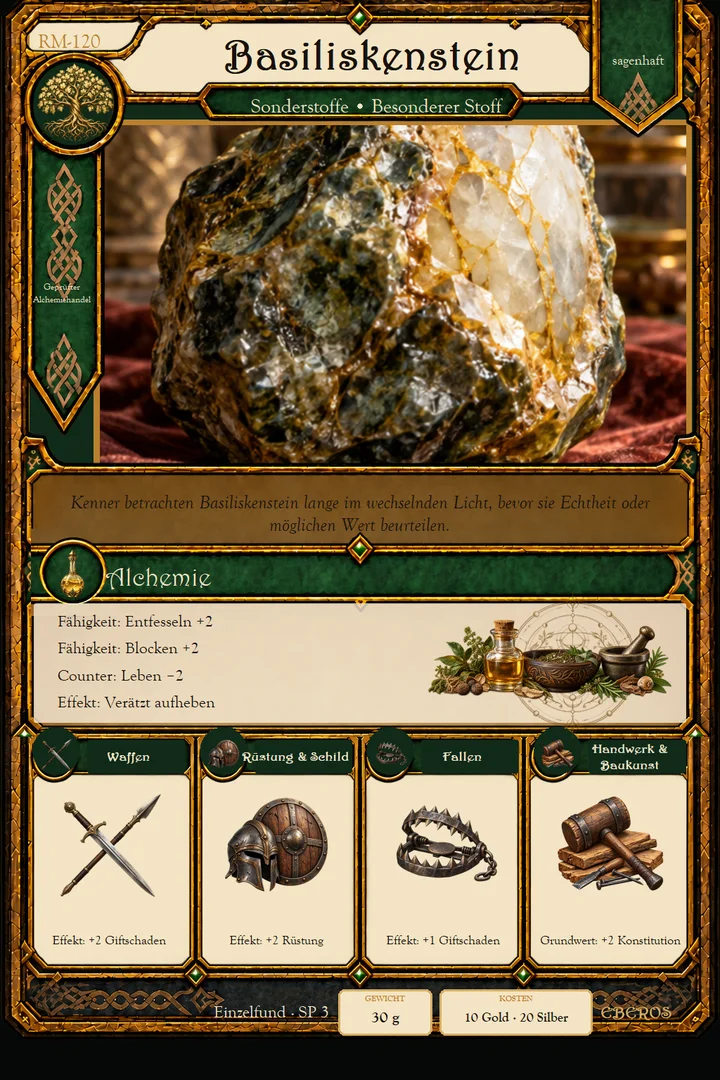 RM-120
Basiliskenstein
sagenhaft
Sonderstoffe • Besonderer Stoff
Geprüfter
Alchemiehandel
Kenner betrachten Basiliskenstein lange im wechselnden Licht, bevor sie Echtheit oder
möglichen Wert beurteilen.
Alchemie
Fähigkeit: Entfesseln +2
Fähigkeit: Blocken +2
Counter: Leben −2
Effekt: Verätzt aufheben
Waffen
Rüstung & Schild
Fallen
Handwerk &
Baukunst
Effekt: +2 Giftschaden
Effekt: +2 Rüstung
Effekt: +1 Giftschaden
Grundwert: +2 Konstitution
Einzelfund · SP 3
GEWICHT
30 g
KOSTEN
10 Gold · 20 Silber
EBEROS